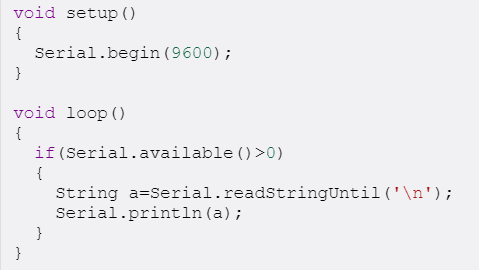 void setup()
{
  Serial.begin(9600);
}

void loop()
{
  if(Serial.available()>0)
  {
    String a=Serial.readStringUntil('\n');
    Serial.println(a);
  }
}